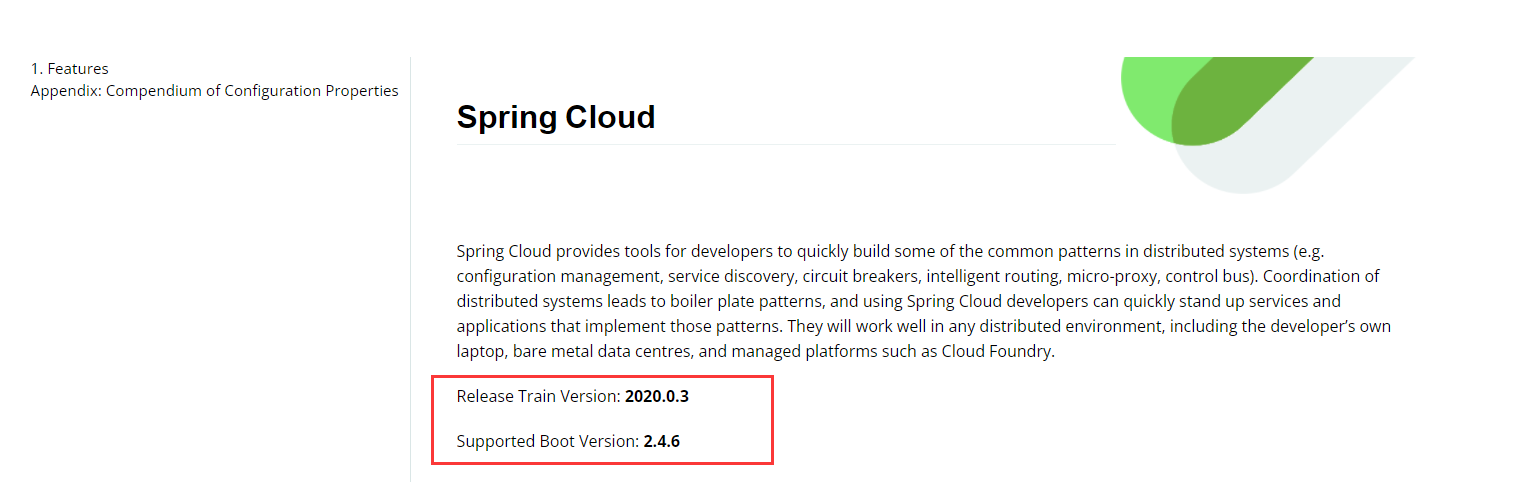 1. Features
Appendix: Compendium of Configuration Properties
Spring Cloud
Spring Cloud provides tools for developers to quickly build some of the common patterns in distributed systems (e.g.
configuration management, service discovery, circuit breakers, intelligent routing, micro-proxy, control bus). Coordination of
distributed systems leads to boiler plate patterns, and using Spring Cloud developers can quickly stand up services and
applications that implement those patterns. They will work well in any distributed environment, including the developer’s own
laptop, bare metal data centres, and managed platforms such as Cloud Foundry.
Release Train Version: 2020.0.3
Supported Boot Version: 2.4.6